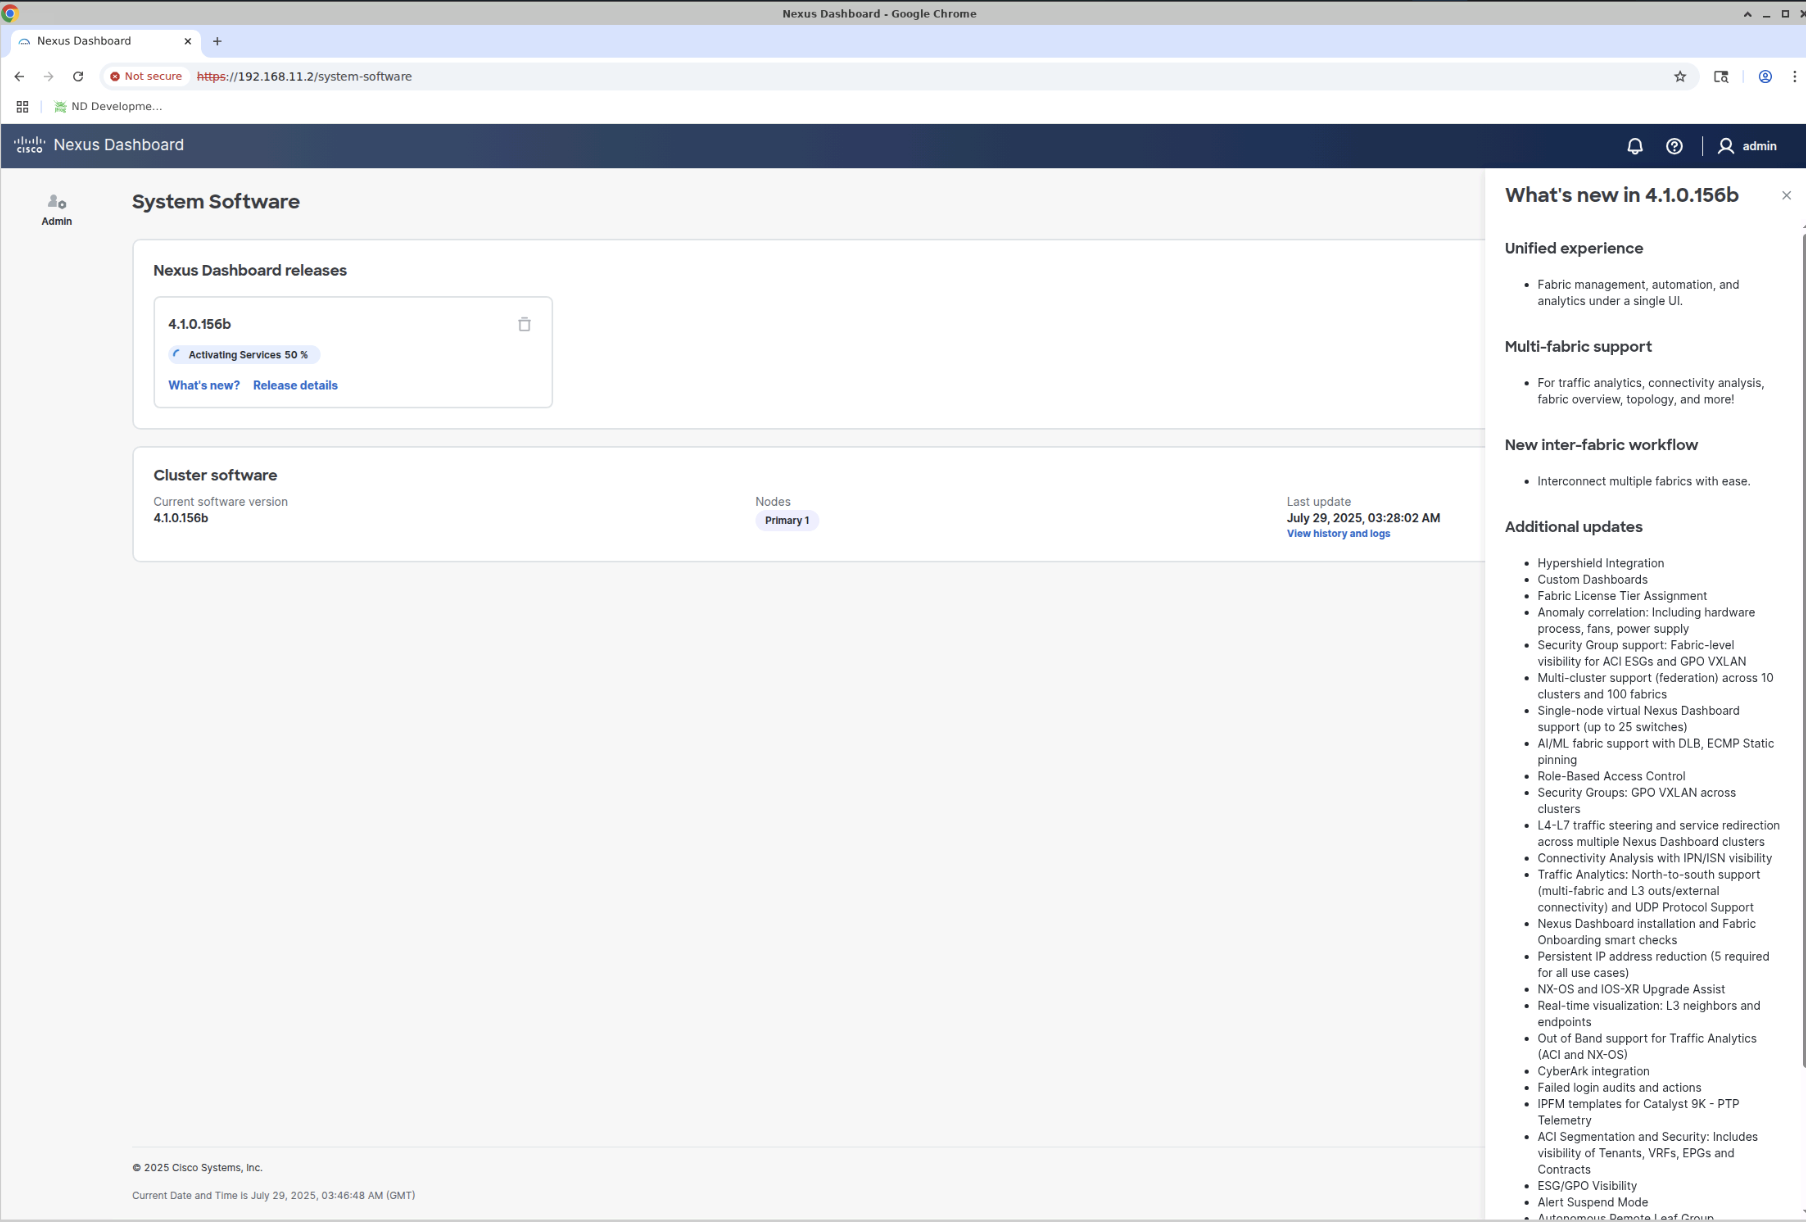 Nexus Dashboard - Google Chrome
Nexus Dashboard
Not secure https://192.168.11.2/system-software
ND Developme...
cisco Nexus Dashboard
admin
Admin
System Software
Nexus Dashboard releases
4.1.0.156b
Activating Services 50 %
What's new? Release details
Cluster software
Current software version
4.1.0.156b
Nodes
Primary 1
Last update
July 29, 2025, 03:28:02 AM
View history and logs
© 2025 Cisco Systems, Inc.
Current Date and Time is July 29, 2025, 03:46:48 AM (GMT)
What's new in 4.1.0.156b
Unified experience
• Fabric management, automation, and
analytics under a single UI.
Multi-fabric support
• For traffic analytics, connectivity analysis,
fabric overview, topology, and more!
New inter-fabric workflow
• Interconnect multiple fabrics with ease.
Additional updates
• Hypershield Integration
• Custom Dashboards
• Fabric License Tier Assignment
• Anomaly correlation: Including hardware
process, fans, power supply
• Security Group support: Fabric-level
visibility for ACI ESGs and GPO VXLAN
• Multi-cluster support (federation) across 10
clusters and 100 fabrics
• Single-node virtual Nexus Dashboard
support (up to 25 switches)
• AI/ML fabric support with DLB, ECMP Static
pinning
• Role-Based Access Control
• Security Groups: GPO VXLAN across
clusters
• L4-L7 traffic steering and service redirection
across multiple Nexus Dashboard clusters
• Connectivity Analysis with IPN/ISN visibility
• Traffic Analytics: North-to-south support
(multi-fabric and L3 outs/external
connectivity) and UDP Protocol Support
• Nexus Dashboard installation and Fabric
Onboarding smart checks
• Persistent IP address reduction (5 required
for all use cases)
• NX-OS and IOS-XR Upgrade Assist
• Real-time visualization: L3 neighbors and
endpoints
• Out of Band support for Traffic Analytics
(ACI and NX-OS)
• CyberArk integration
• Failed login audits and actions
• IPFM templates for Catalyst 9K - PTP
Telemetry
• ACI Segmentation and Security: Includes
visibility of Tenants, VRFs, EPGs and
Contracts
• ESG/GPO Visibility
• Alert Suspend Mode
• Autonomous Remote Leaf Group